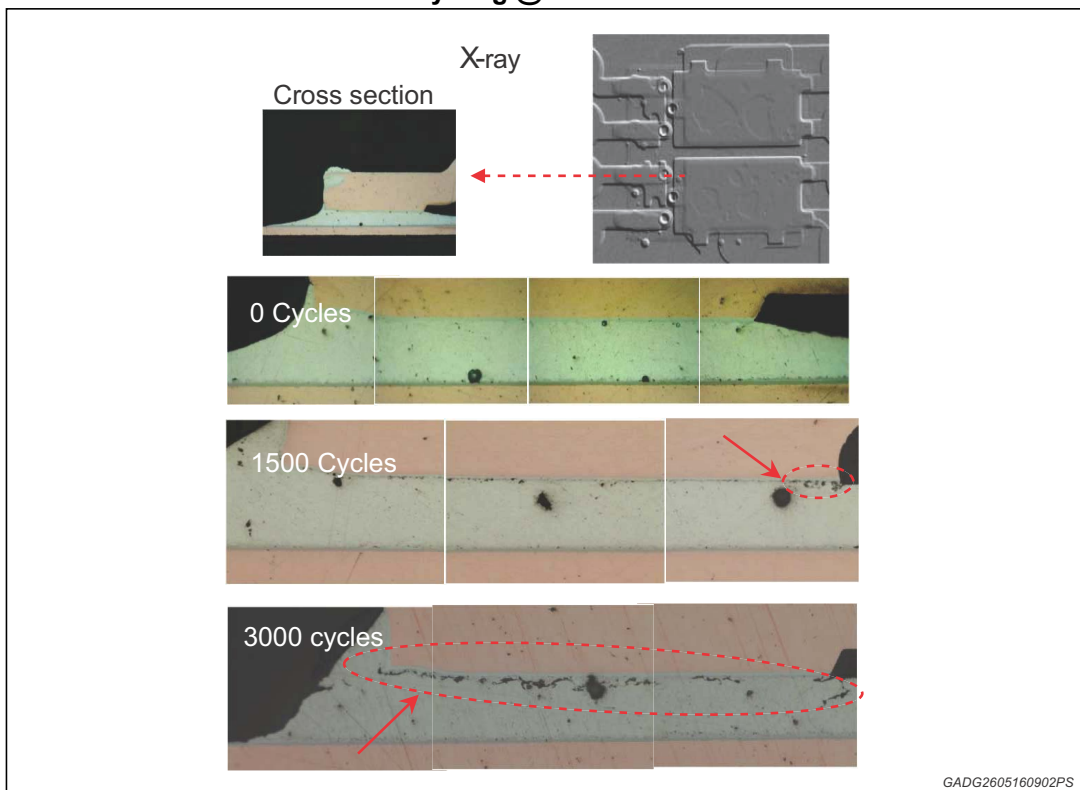 X-ray
Cross section
0 Cycles
1500 Cycles
3000 cycles
GADG2605160902PS